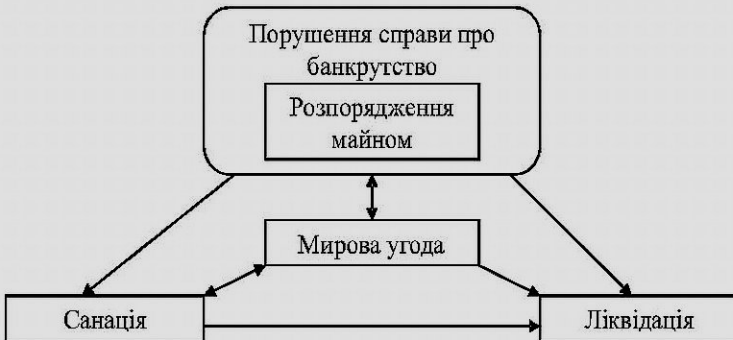 Порушення справи про
банкрутство
Розпорядження
майном
Мирова угода
Санація
Ліквідація